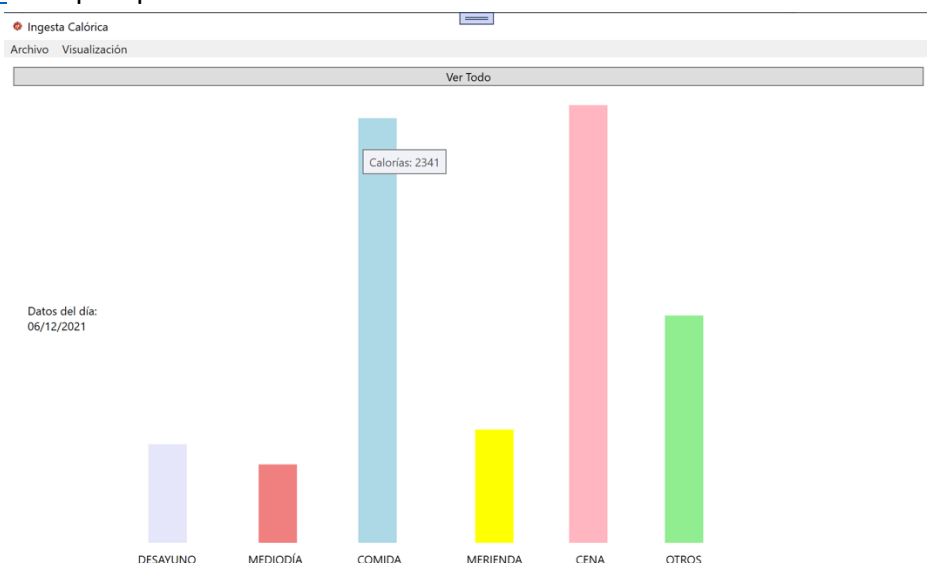 Ingesta Calórica
Archivo Visualización
Ver Todo
Calorías: 2341
Datos del día:
06/12/2021
DESAYUNO MEDIODÍA COMIDA MERIENDA CENA OTROS